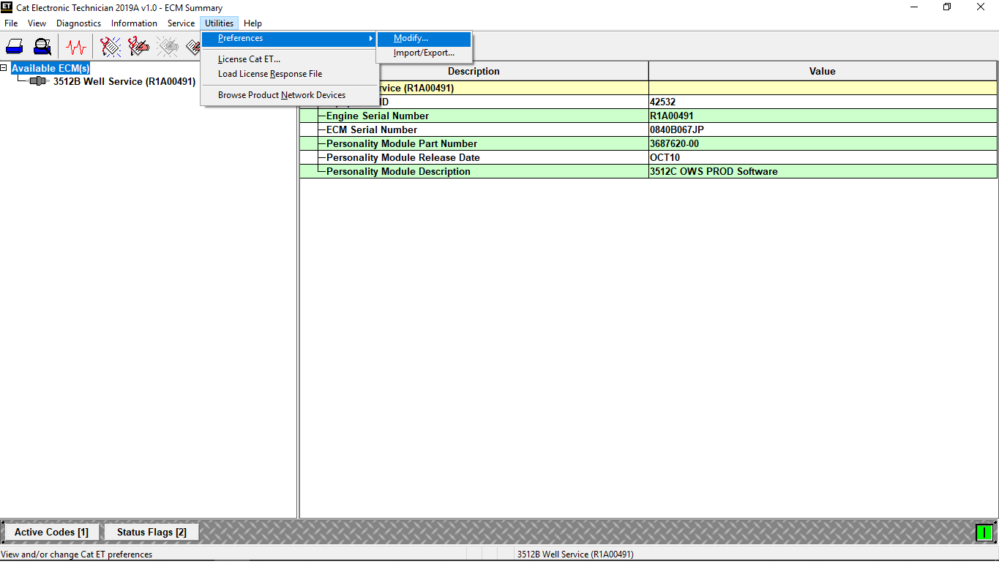 ET Cat Electronic Technician 2019A v1.0 - ECM Summary
File View Diagnostics Information Service Utilities Help
Preferences
Modify...
Import/Export...
License Cat ET...
Load License Response File
Browse Product Network Devices
Available ECM(s)
3512B Well Service (R1A00491)
Description Value
rvice (R1A00491)
ID 42532
Engine Serial Number R1A00491
ECM Serial Number 0840B067JP
Personality Module Part Number 3687620-00
Personality Module Release Date OCT10
Personality Module Description 3512C OWS PROD Software
Active Codes [1] Status Flags [2]
View and/or change Cat ET preferences 3512B Well Service (R1A00491)